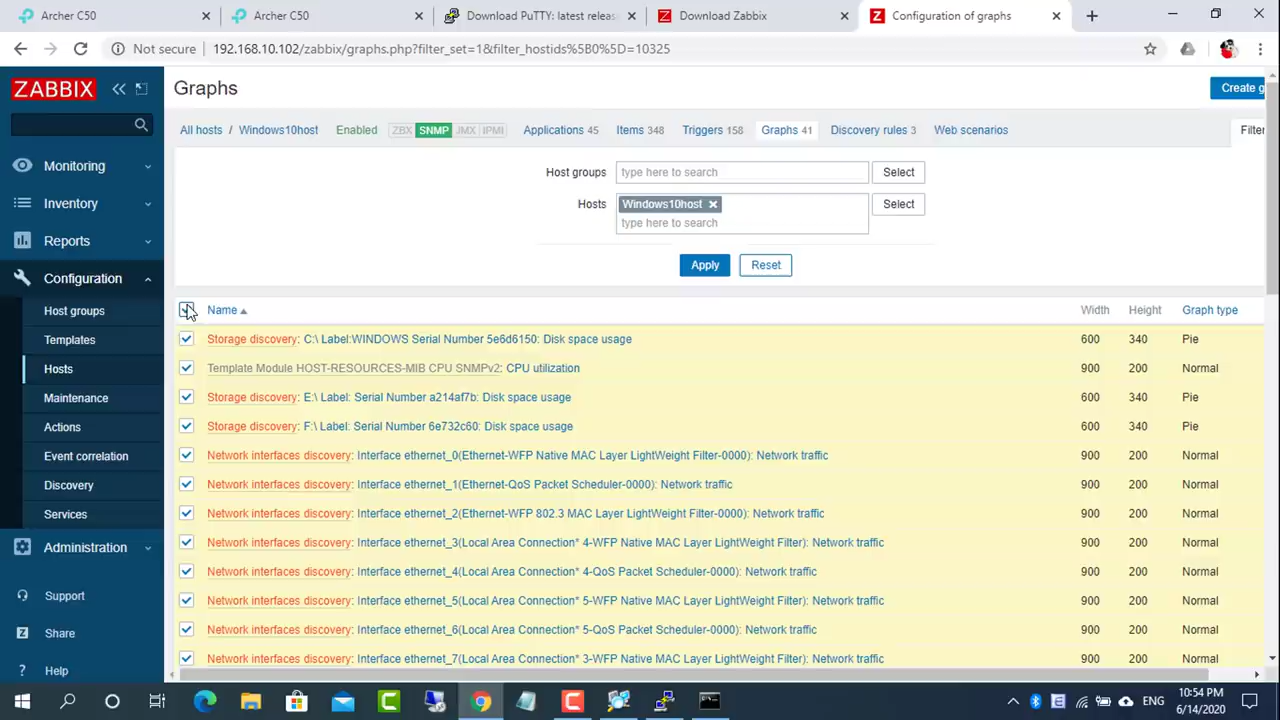 Archer C50
Archer C50
Download PuTTY: latest releas
Download Zabbix
Configuration of graphs
Not secure 192.168.10.102/zabbix/graphs.php?filter_set=1&filter_hostids%5B0%5D=10325
ZABBIX
Graphs
Create g
All hosts / Windows10host Enabled ZBX SNMP JMX IPMI Applications 45 Items 348 Triggers 158 Graphs 41 Discovery rules 3 Web scenarios
Filter
Monitoring
Inventory
Reports
Configuration
Host groups
Templates
Hosts
Maintenance
Actions
Event correlation
Discovery
Services
Administration
Support
Share
Help
Host groups type here to search Select
Hosts Windows10host Select
type here to search
Apply Reset
Name Width Height Graph type
Storage discovery: C:\ Label:WINDOWS Serial Number 5e6d6150: Disk space usage 600 340 Pie
Template Module HOST-RESOURCES-MIB CPU SNMPv2: CPU utilization 900 200 Normal
Storage discovery: E:\ Label: Serial Number a214af7b: Disk space usage 600 340 Pie
Storage discovery: F:\ Label: Serial Number 6e732c60: Disk space usage 600 340 Pie
Network interfaces discovery: Interface ethernet_0(Ethernet-WFP Native MAC Layer LightWeight Filter-0000): Network traffic 900 200 Normal
Network interfaces discovery: Interface ethernet_1(Ethernet-QoS Packet Scheduler-0000): Network traffic 900 200 Normal
Network interfaces discovery: Interface ethernet_2(Ethernet-WFP 802.3 MAC Layer LightWeight Filter-0000): Network traffic 900 200 Normal
Network interfaces discovery: Interface ethernet_3(Local Area Connection* 4-WFP Native MAC Layer LightWeight Filter): Network traffic 900 200 Normal
Network interfaces discovery: Interface ethernet_4(Local Area Connection* 4-QoS Packet Scheduler-0000): Network traffic 900 200 Normal
Network interfaces discovery: Interface ethernet_5(Local Area Connection* 5-WFP Native MAC Layer LightWeight Filter): Network traffic 900 200 Normal
Network interfaces discovery: Interface ethernet_6(Local Area Connection* 5-QoS Packet Scheduler-0000): Network traffic 900 200 Normal
Network interfaces discovery: Interface ethernet_7(Local Area Connection* 3-WFP Native MAC Layer LightWeight Filter): Network traffic 900 200 Normal
ENG
10:54 PM
6/14/2020